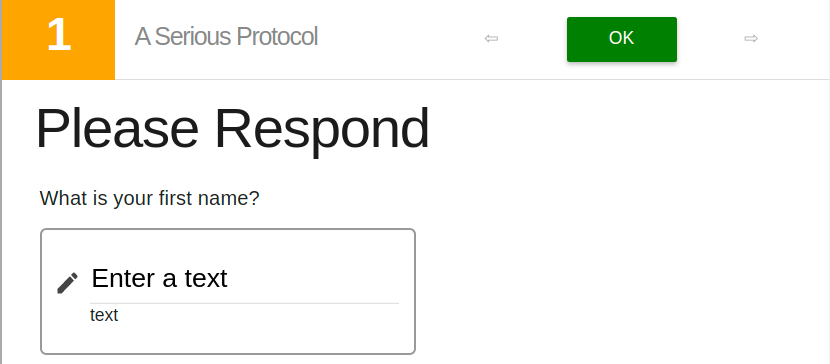 1
A Serious Protocol
⇦
OK
⇨
Please Respond
What is your first name?
Enter a text
text